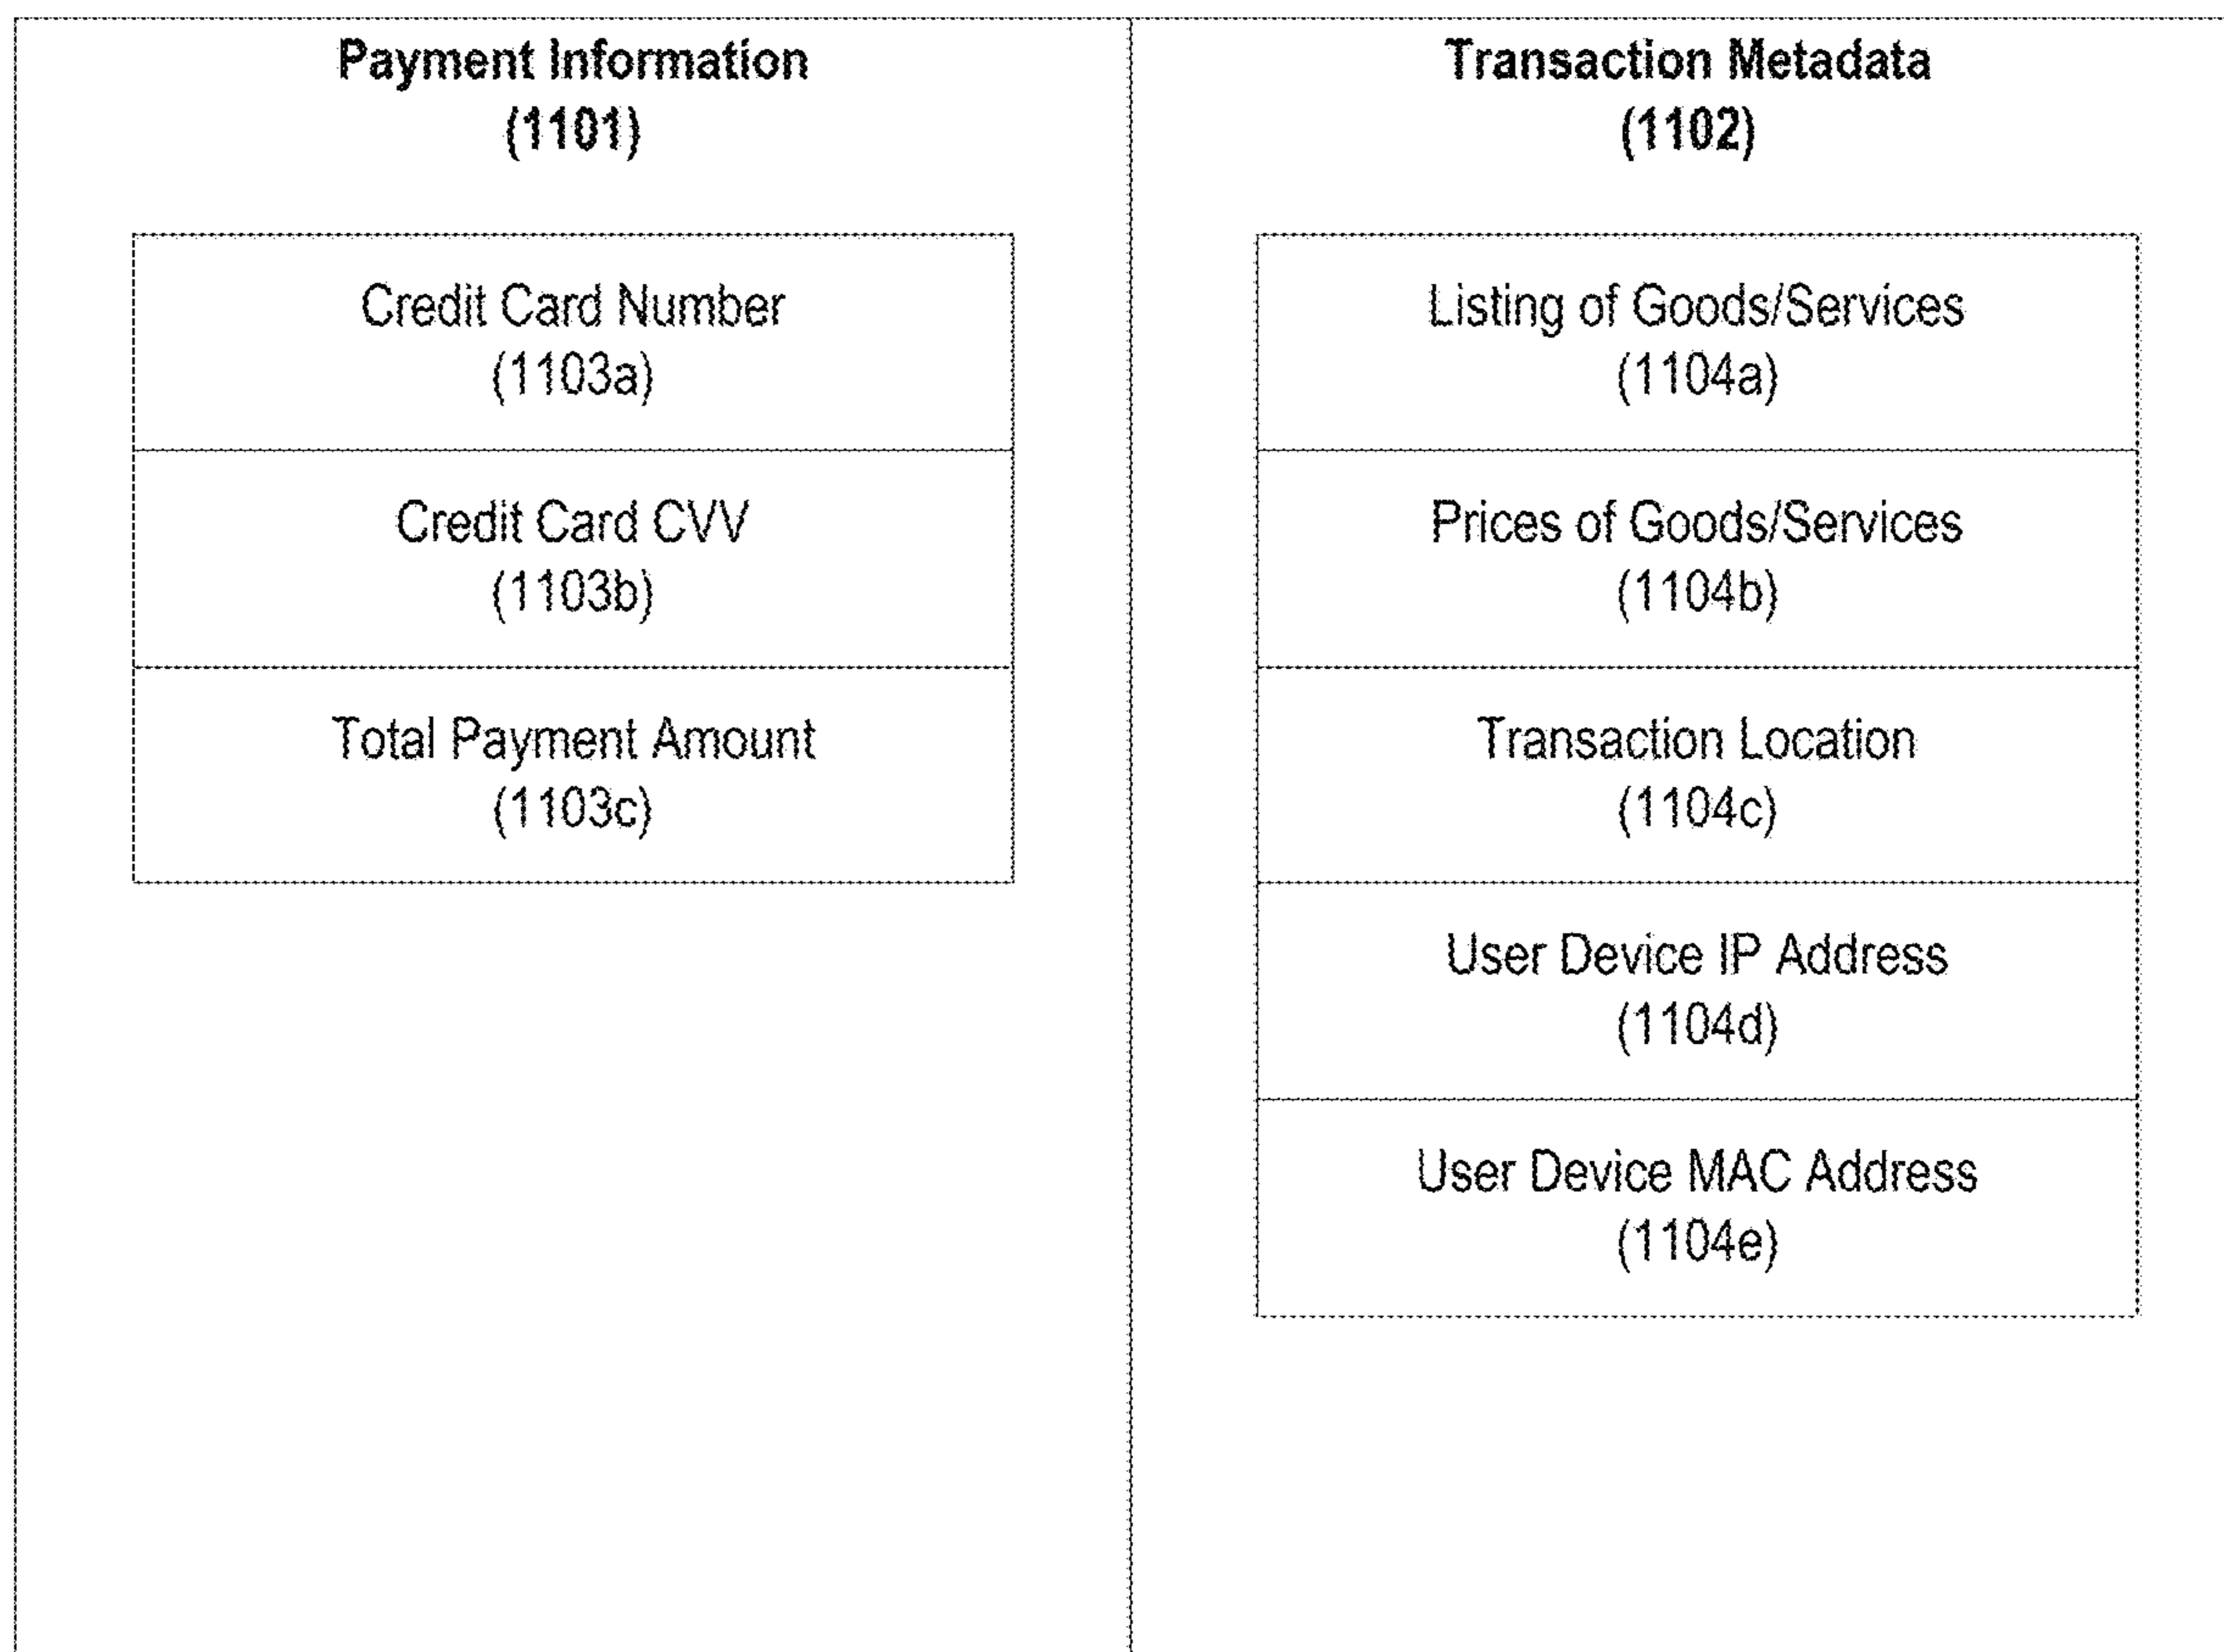 Payment Information
(1101)
Credit Card Number
(1103a)
Credit Card CVV
(1103b)
Total Payment Amount
(1103c)
Transaction Metadata
(1102)
Listing of Goods/Services
(1104a)
Prices of Goods/Services
(1104b)
Transaction Location
(1104c)
User Device IP Address
(1104d)
User Device MAC Address
(1104e)